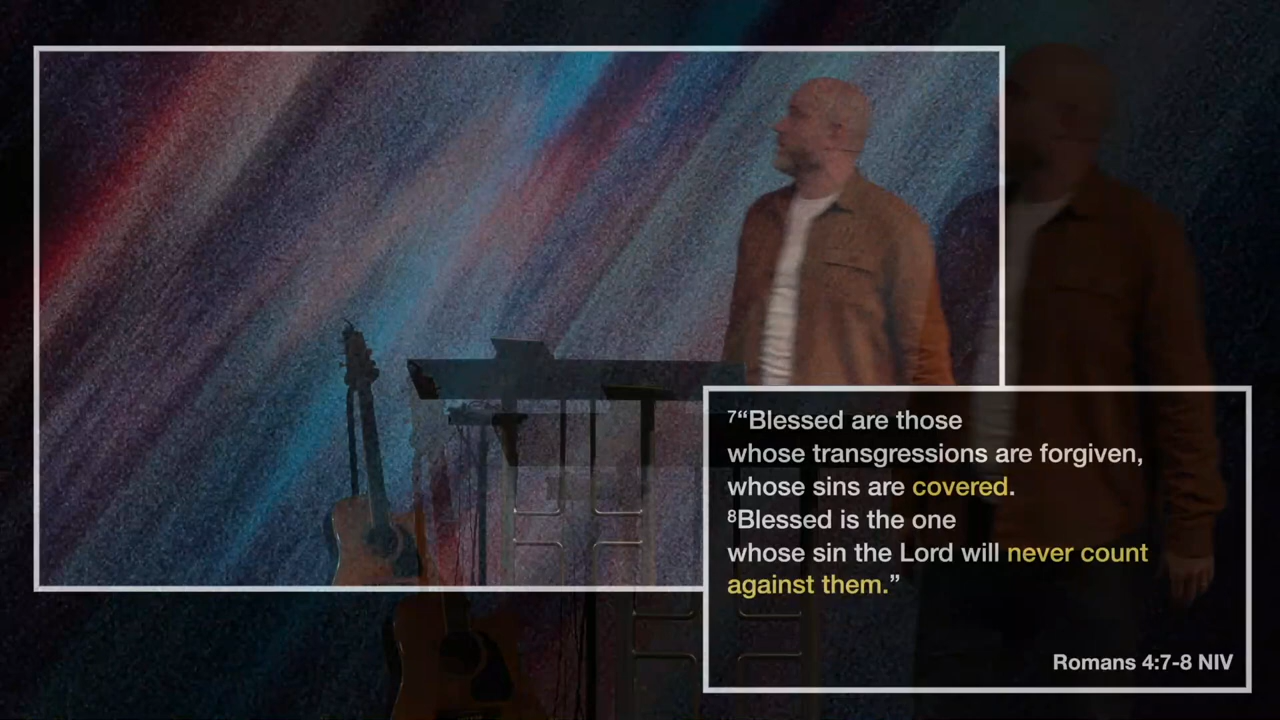 ⁷“Blessed are those
whose transgressions are forgiven,
whose sins are covered.
⁸Blessed is the one
whose sin the Lord will never count
against them.”
Romans 4:7-8 NIV